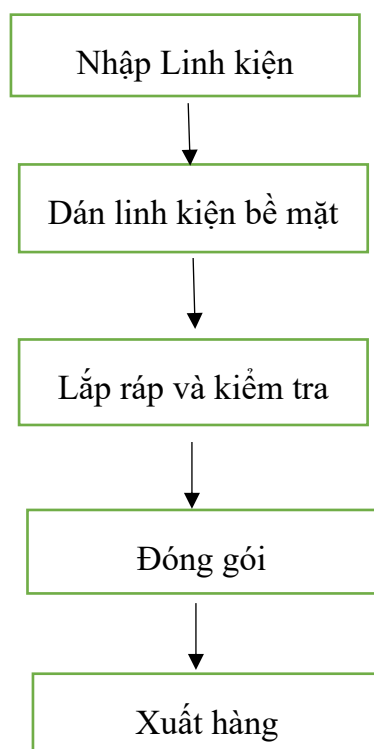 Nhập Linh kiện
Dán linh kiện bề mặt
Lắp ráp và kiểm tra
Đóng gói
Xuất hàng